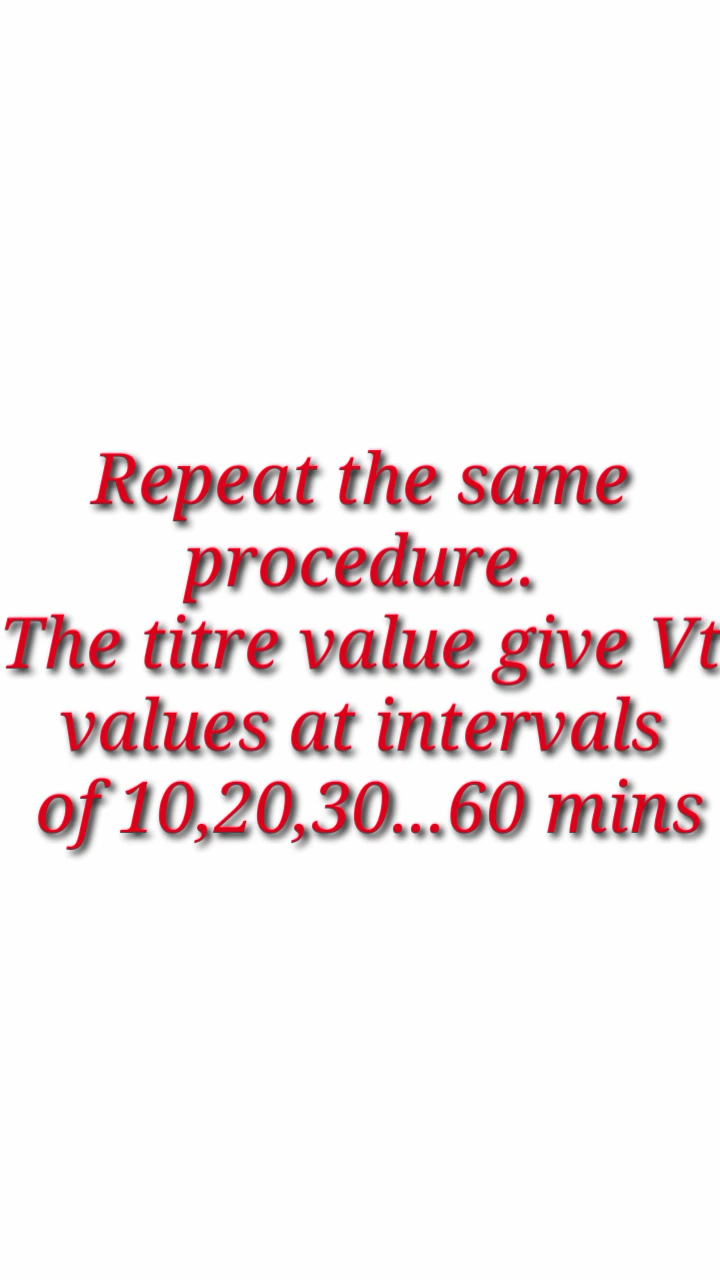 Repeat the same
procedure.
The titre value give Vt
values at intervals
of 10,20,30...60 mins